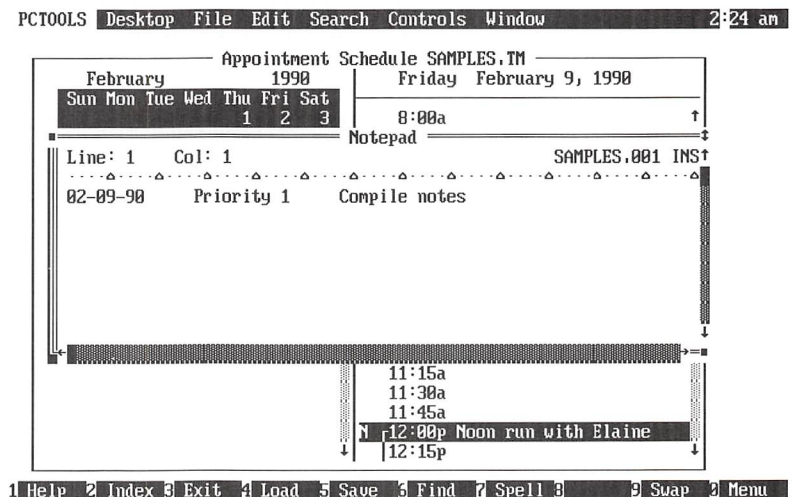 PCTOOLS Desktop File Edit Search Controls Window 2:24 am
Appointment Schedule SAMPLES.TM
February 1990 Friday February 9, 1990
Sun Mon Tue Wed Thu Fri Sat
1 2 3 8:00a
Notepad
Line: 1 Col: 1 SAMPLES.001 INS
02-09-90 Priority 1 Compile notes
11:15a
11:30a
11:45a
N 12:00p Noon run with Elaine
12:15p
1 Help 2 Index 3 Exit 4 Load 5 Save 6 Find 7 Spell 8 9 Swap 0 Menu